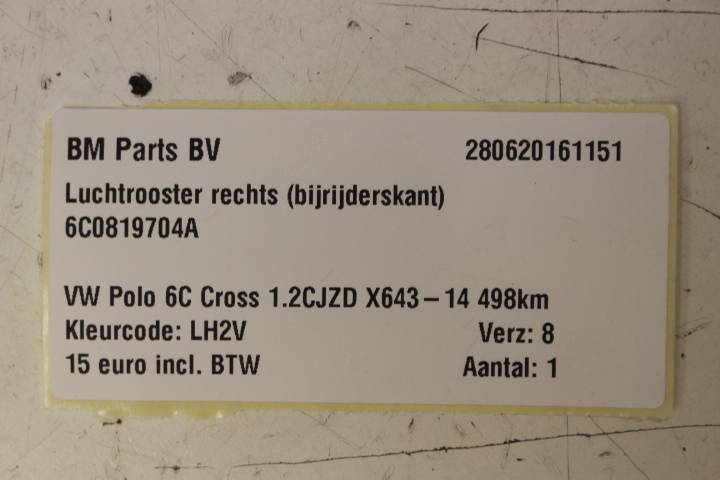 BM Parts BV 280620161151
Luchtrooster rechts (bijrijderskant)
6C0819704A
VW Polo 6C Cross 1.2CJZD X643-14 498km
Kleurcode: LH2V Verz: 8
15 euro incl. BTW Aantal: 1